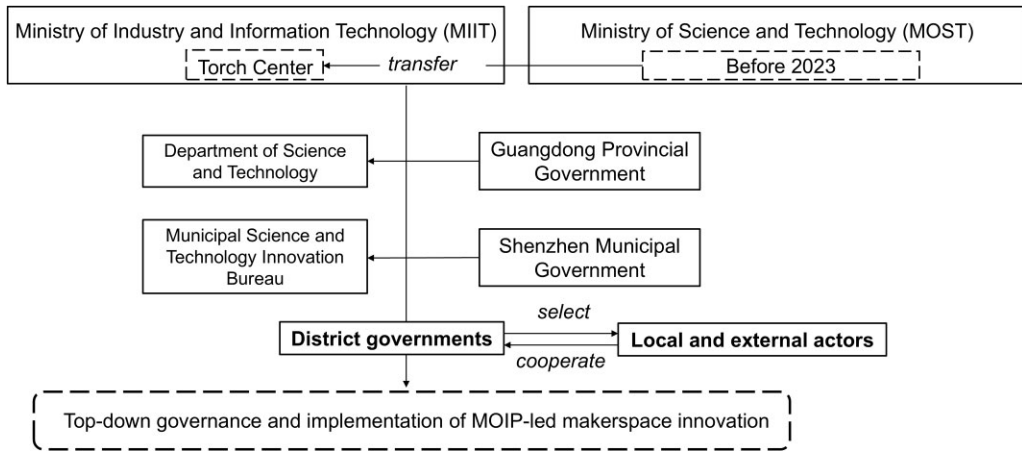 Ministry of Industry and Information Technology (MIIT)
Ministry of Science and Technology (MOST)
Torch Center
transfer
Before 2023
Department of Science
and Technology
Guangdong Provincial
Government
Municipal Science and
Technology Innovation
Bureau
Shenzhen Municipal
Government
select
District governments
Local and external actors
cooperate
Top-down governance and implementation of MOIP-led makerspace innovation